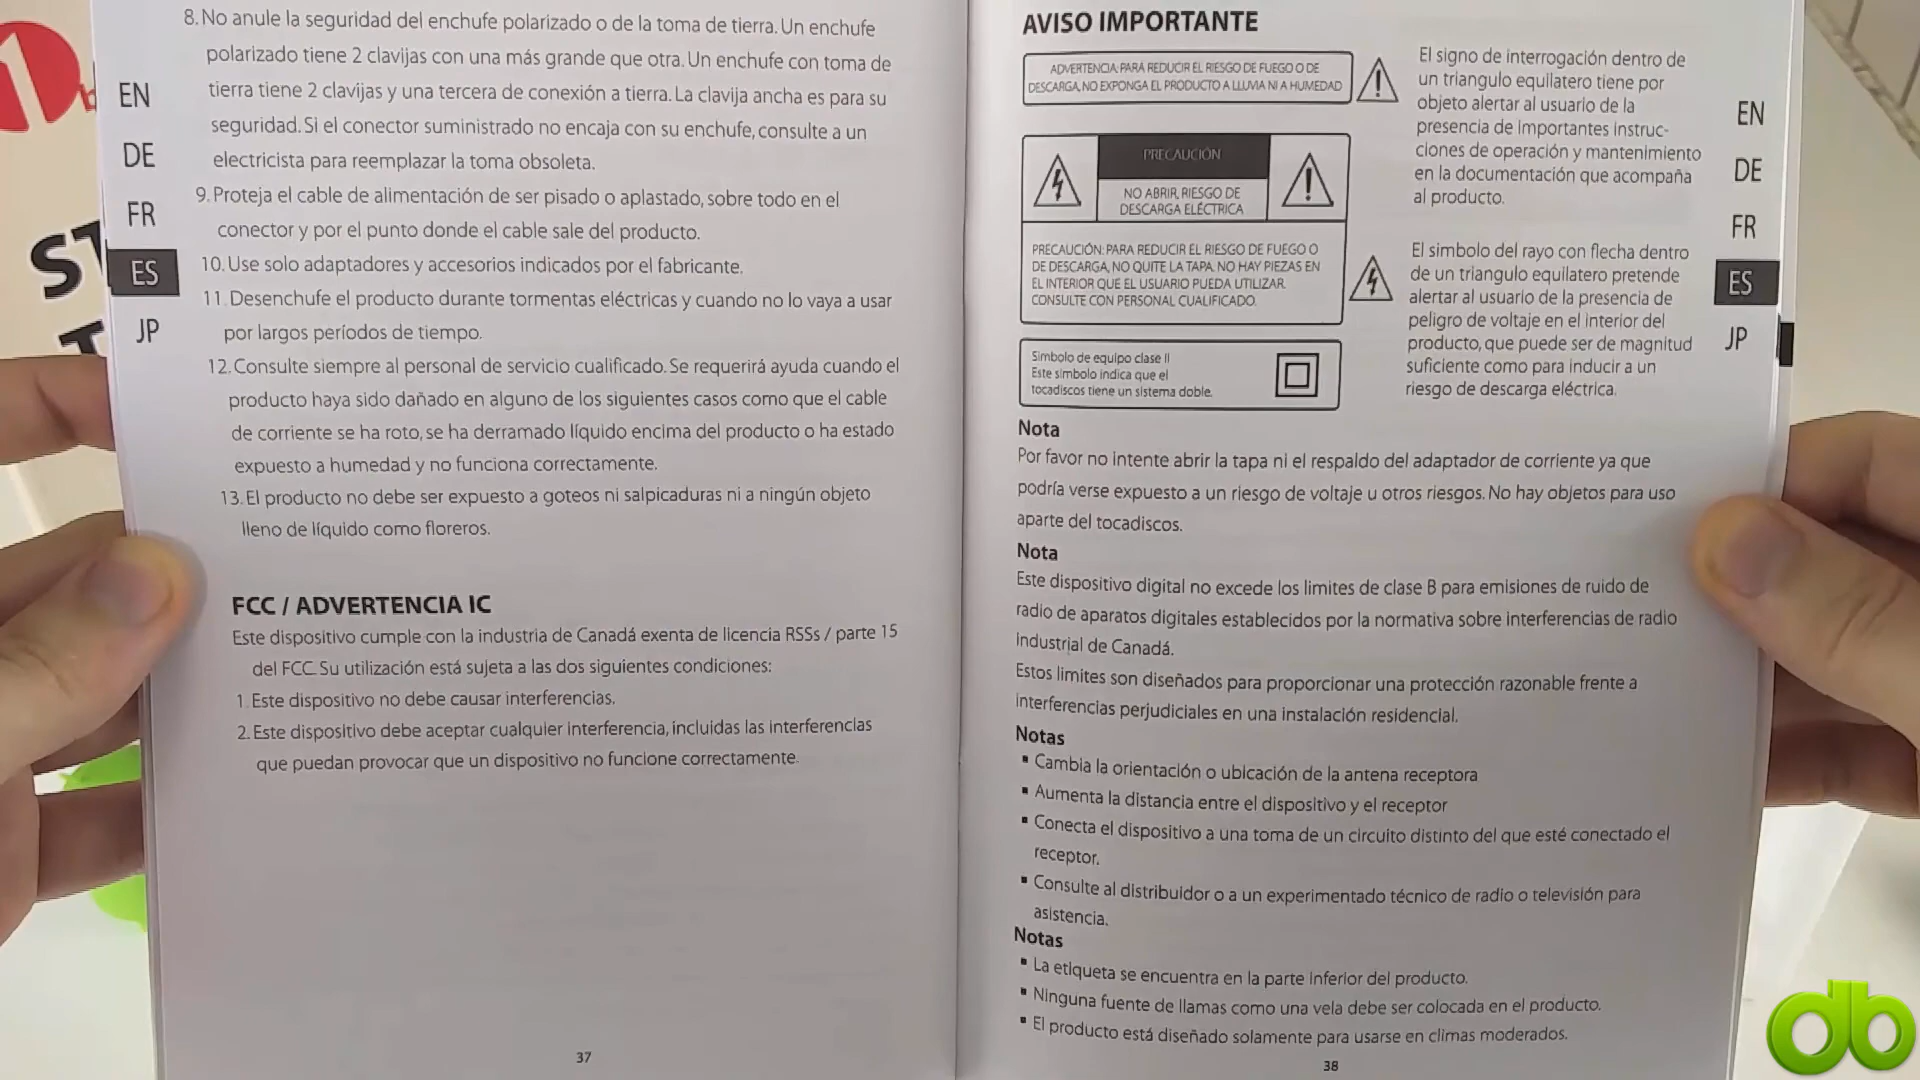 8. No anule la seguridad del enchufe polarizado o de la toma de tierra. Un enchufe
polarizado tiene 2 clavijas con una más grande que otra. Un enchufe con toma de
tierra tiene 2 clavijas y una tercera de conexión a tierra. La clavija ancha es para su
seguridad. Si el conector suministrado no encaja con su enchufe, consulte a un
electricista para reemplazar la toma obsoleta.
9. Proteja el cable de alimentación de ser pisado o aplastado, sobre todo en el
conector y por el punto donde el cable sale del producto.
10. Use solo adaptadores y accesorios indicados por el fabricante.
11. Desenchufe el producto durante tormentas eléctricas y cuando no lo vaya a usar
por largos períodos de tiempo.
12. Consulte siempre al personal de servicio cualificado. Se requerirá ayuda cuando el
producto haya sido dañado en alguno de los siguientes casos como que el cable
de corriente se ha roto, se ha derramado líquido encima del producto o ha estado
expuesto a humedad y no funciona correctamente.
13. El producto no debe ser expuesto a goteos ni salpicaduras ni a ningún objeto
lleno de líquido como floreros.
FCC / ADVERTENCIA IC
Este dispositivo cumple con la industria de Canadá exenta de licencia RSSs / parte 15
del FCC. Su utilización está sujeta a las dos siguientes condiciones:
1. Este dispositivo no debe causar interferencias.
2. Este dispositivo debe aceptar cualquier interferencia, incluidas las interferencias
que puedan provocar que un dispositivo no funcione correctamente.
37
EN
DE
FR
ES
JP
AVISO IMPORTANTE
ADVERTENCIA: PARA REDUCIR EL RIESGO DE FUEGO O DE
DESCARGA, NO EXPONGA EL PRODUCTO A LLUVIA NI A HUMEDAD
PRECAUCIÓN
NO ABRIR, RIESGO DE
DESCARGA ELÉCTRICA
PRECAUCIÓN: PARA REDUCIR EL RIESGO DE FUEGO O
DE DESCARGA, NO QUITE LA TAPA. NO HAY PIEZAS EN
EL INTERIOR QUE EL USUARIO PUEDA UTILIZAR.
CONSULTE CON PERSONAL CUALIFICADO.
Simbolo de equipo clase II
Este simbolo indica que el
tocadiscos tiene un sistema doble.
El signo de interrogación dentro de
un triangulo equilatero tiene por
objeto alertar al usuario de la
presencia de importantes instruc-
ciones de operación y mantenimiento
en la documentación que acompaña
al producto.
El simbolo del rayo con flecha dentro
de un triangulo equilatero pretende
alertar al usuario de la presencia de
peligro de voltaje en el interior del
producto, que puede ser de magnitud
suficiente como para inducir a un
riesgo de descarga eléctrica.
Nota
Por favor no intente abrir la tapa ni el respaldo del adaptador de corriente ya que
podría verse expuesto a un riesgo de voltaje u otros riesgos. No hay objetos para uso
aparte del tocadiscos.
Nota
Este dispositivo digital no excede los limites de clase B para emisiones de ruido de
radio de aparatos digitales establecidos por la normativa sobre interferencias de radio
industrial de Canadá.
Estos limites son diseñados para proporcionar una protección razonable frente a
interferencias perjudiciales en una instalación residencial.
Notas
▪ Cambia la orientación o ubicación de la antena receptora
▪ Aumenta la distancia entre el dispositivo y el receptor
▪ Conecta el dispositivo a una toma de un circuito distinto del que esté conectado el
receptor.
▪ Consulte al distribuidor o a un experimentado técnico de radio o televisión para
asistencia.
Notas
▪ La etiqueta se encuentra en la parte inferior del producto.
▪ Ninguna fuente de llamas como una vela debe ser colocada en el producto.
▪ El producto está diseñado solamente para usarse en climas moderados.
38
EN
DE
FR
ES
JP
db